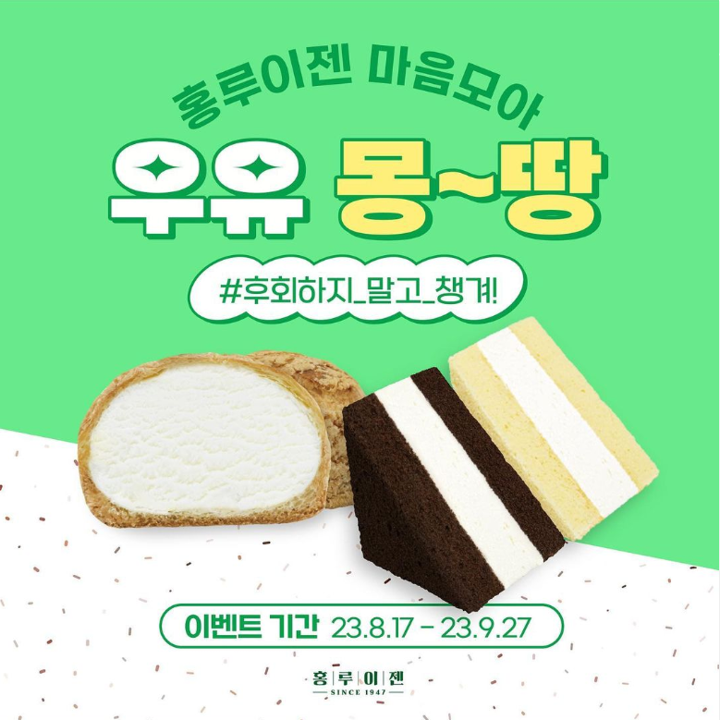 홍루이젠 마음모아
우유 몽~땅
#후회하지_말고_챙겨!
이벤트 기간 23.8.17 - 23.9.27
홍루이젠
SINCE 1947